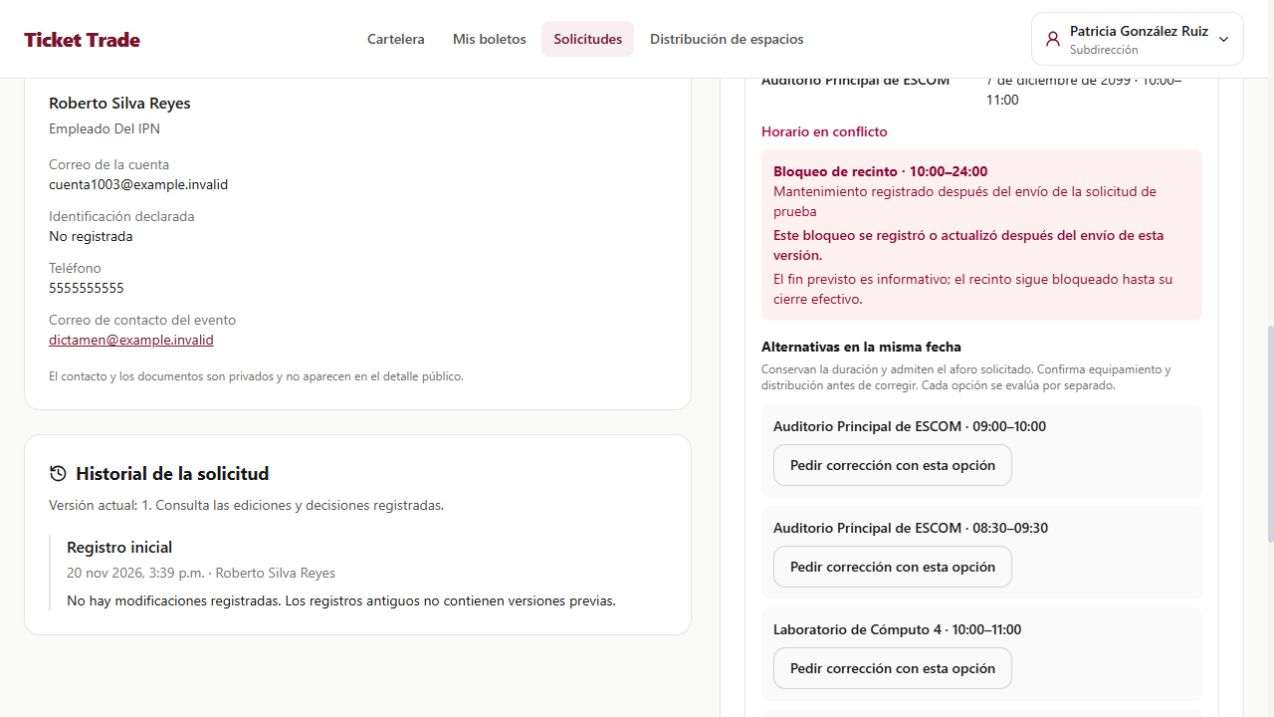 Ticket Trade
Cartelera
Mis boletos
Solicitudes
Distribución de espacios
Patricia González Ruiz
Subdirección
Roberto Silva Reyes
Empleado Del IPN
Correo de la cuenta
cuenta1003@example.invalid
Identificación declarada
No registrada
Teléfono
5555555555
Correo de contacto del evento
dictamen@example.invalid
El contacto y los documentos son privados y no aparecen en el detalle público.
Historial de la solicitud
Versión actual: 1. Consulta las ediciones y decisiones registradas.
Registro inicial
20 nov 2026, 3:39 p.m. · Roberto Silva Reyes
No hay modificaciones registradas. Los registros antiguos no contienen versiones previas.
Auditorio Principal de ESCOM
7 de diciembre de 2099 · 10:00–
11:00
Horario en conflicto
Bloqueo de recinto · 10:00–24:00
Mantenimiento registrado después del envío de la solicitud de
prueba
Este bloqueo se registró o actualizó después del envío de esta
versión.
El fin previsto es informativo; el recinto sigue bloqueado hasta su
cierre efectivo.
Alternativas en la misma fecha
Conservan la duración y admiten el aforo solicitado. Confirma equipamiento y
distribución antes de corregir. Cada opción se evalúa por separado.
Auditorio Principal de ESCOM · 09:00–10:00
Pedir corrección con esta opción
Auditorio Principal de ESCOM · 08:30–09:30
Pedir corrección con esta opción
Laboratorio de Cómputo 4 · 10:00–11:00
Pedir corrección con esta opción